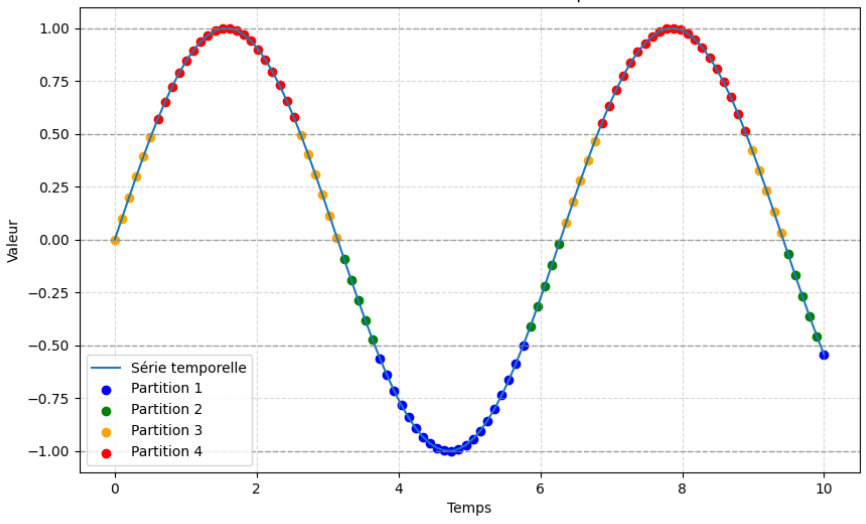 1.00
0.75
0.50
0.25
0.00
−0.25
−0.50
−0.75
−1.00
Valeur
Série temporelle
Partition 1
Partition 2
Partition 3
Partition 4
0 2 4 6 8 10
Temps